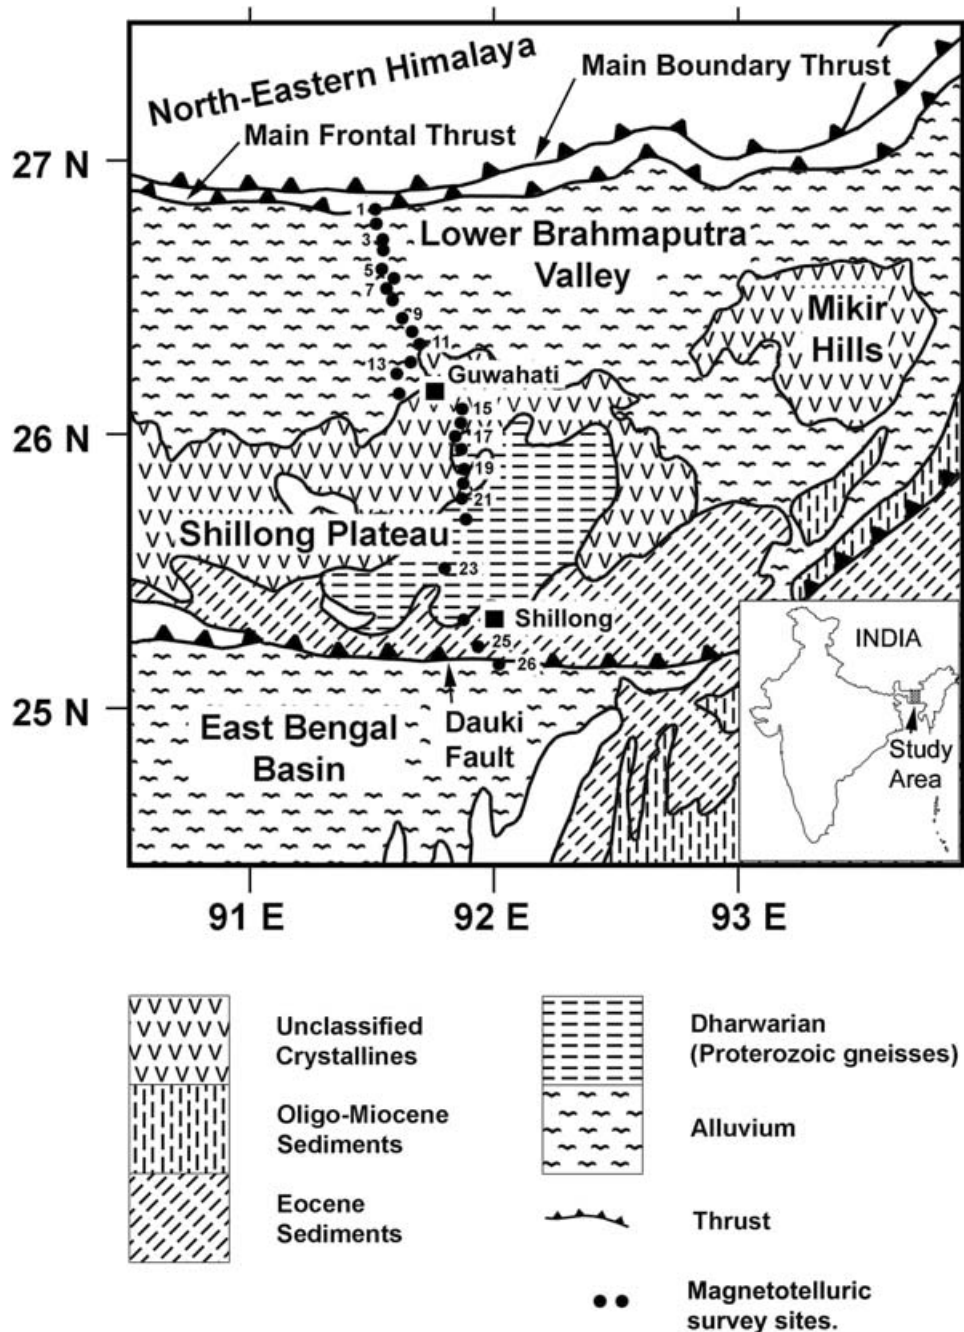 North-Eastern Himalaya
Main Boundary Thrust
Main Frontal Thrust
27 N
1
3
Lower Brahmaputra
Valley
5
7
9
11
Mikir
Hills
13
Guwahati
15
26 N
17
19
21
Shillong Plateau
23
Shillong
25
26
INDIA
25 N
East Bengal
Basin
Dauki
Fault
Study
Area
91 E
92 E
93 E
Unclassified
Crystallines
Dharwarian
(Proterozoic gneisses)
Oligo-Miocene
Sediments
Alluvium
Eocene
Sediments
Thrust
Magnetotelluric
survey sites.